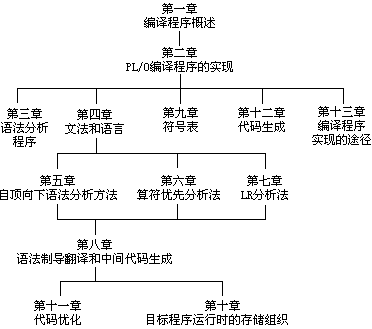 第一章
编译程序概述
第二章
PL/0编译程序的实现
第三章
语法分析
程序
第四章
文法和语言
第九章
符号表
第十二章
代码生成
第十三章
编译程序
实现的途径
第五章
自顶向下语法分析方法
第六章
算符优先分析法
第七章
LR分析法
第八章
语法制导翻译和中间代码生成
第十一章
代码优化
第十章
目标程序运行时的存储组织